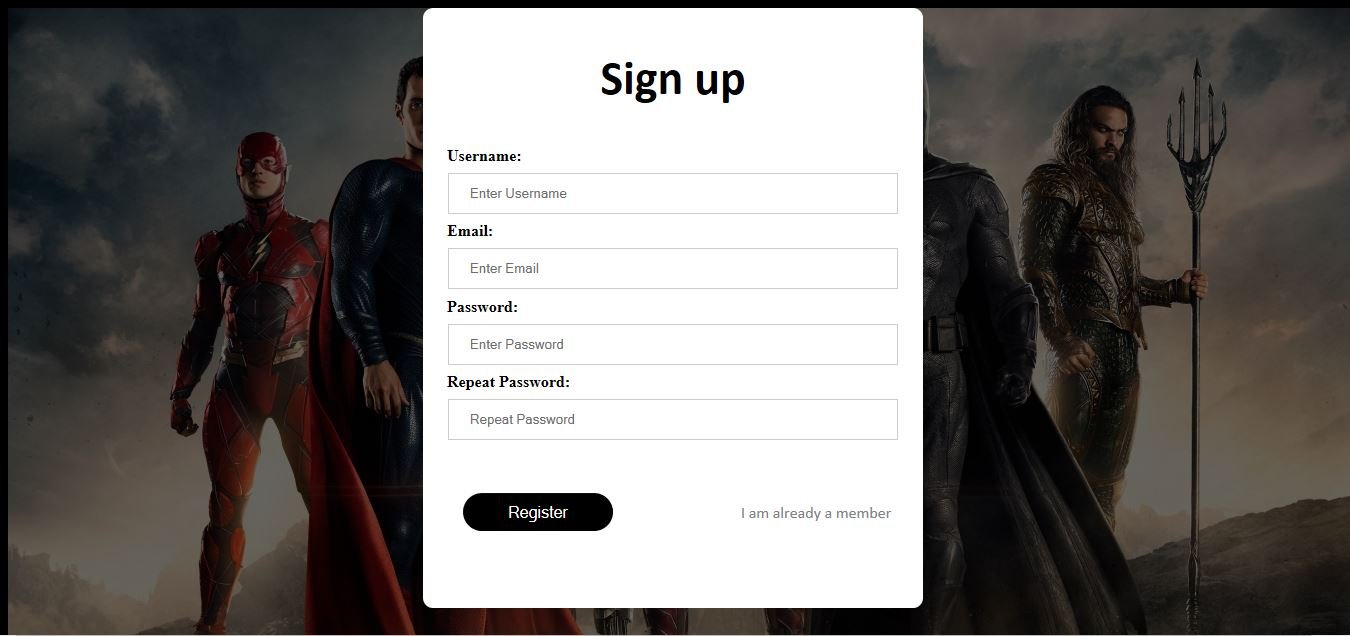 Sign up
Username:
Enter Username
Email:
Enter Email
Password:
Enter Password
Repeat Password:
Repeat Password
Register
I am already a member